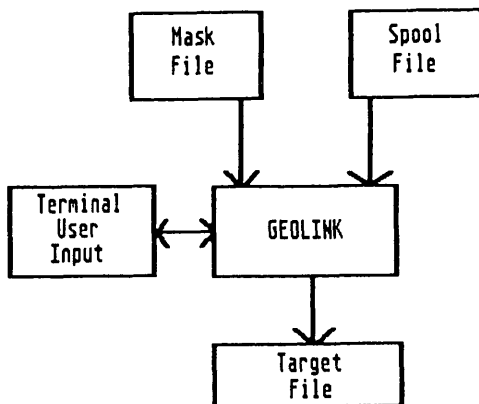 Mask
File
Spool
File
Terminal
User
Input
GEOLINK
Target
File